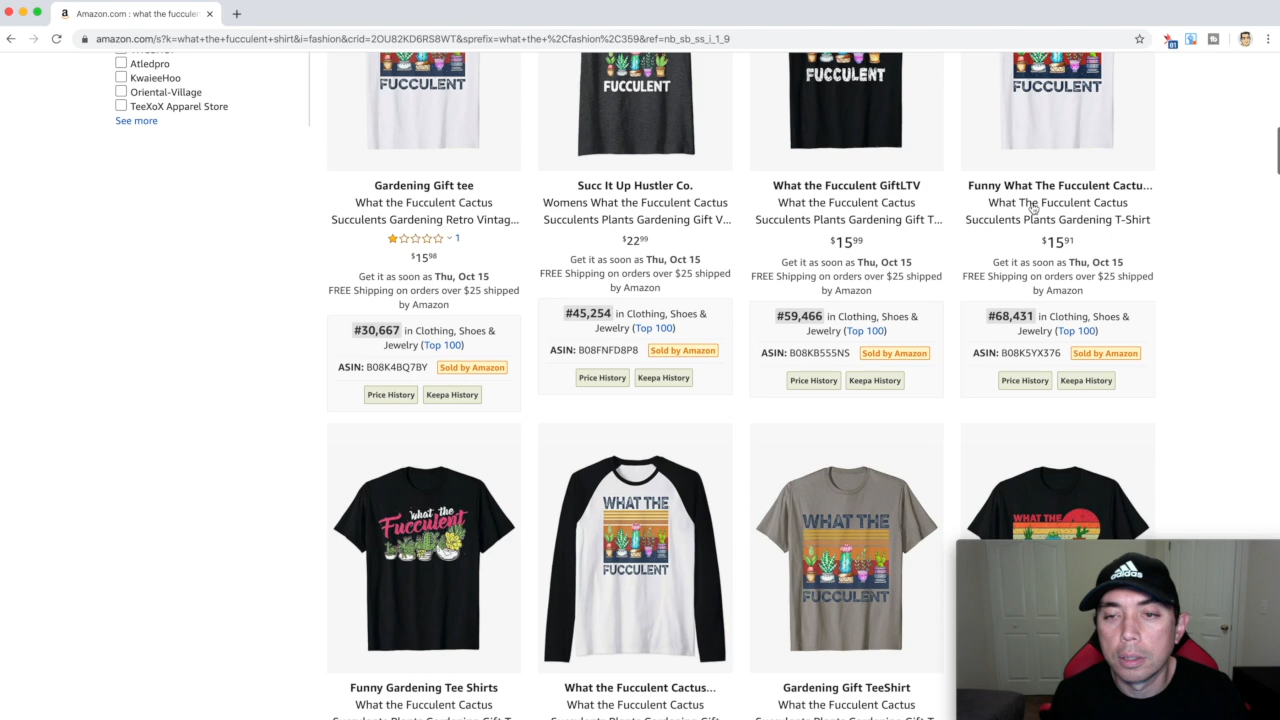 Amazon.com : what the fucculen
amazon.com/s?k=what+the+fucculent+shirt&i=fashion&crid=2OU82KD6RS8WT&sprefix=what+the+%2Cfashion%2C359&ref=nb_sb_ss_i_1_9
81
Atledpro
KwaieeHoo
Oriental-Village
TeeXoX Apparel Store
See more
FUCCULENT
FUCCULENT
FUCCULENT
FUCCULENT
Gardening Gift tee
What the Fucculent Cactus
Succulents Gardening Retro Vintag...
1
$1598
Get it as soon as Thu, Oct 15
FREE Shipping on orders over $25 shipped
by Amazon
#30,667 in Clothing, Shoes &
Jewelry (Top 100)
ASIN: B08K4BQ7BY Sold by Amazon
Price History Keepa History
Succ It Up Hustler Co.
Womens What the Fucculent Cactus
Succulents Plants Gardening Gift V...
$2299
Get it as soon as Thu, Oct 15
FREE Shipping on orders over $25 shipped
by Amazon
#45,254 in Clothing, Shoes &
Jewelry (Top 100)
ASIN: B08FNFD8P8 Sold by Amazon
Price History Keepa History
What the Fucculent GiftLTV
What the Fucculent Cactus
Succulents Plants Gardening Gift T...
$1599
Get it as soon as Thu, Oct 15
FREE Shipping on orders over $25 shipped
by Amazon
#59,466 in Clothing, Shoes &
Jewelry (Top 100)
ASIN: B08KB555NS Sold by Amazon
Price History Keepa History
Funny What The Fucculent Cactu...
What The Fucculent Cactus
Succulents Plants Gardening T-Shirt
$1591
Get it as soon as Thu, Oct 15
FREE Shipping on orders over $25 shipped
by Amazon
#68,431 in Clothing, Shoes &
Jewelry (Top 100)
ASIN: B08K5YX376 Sold by Amazon
Price History Keepa History
what the
Fucculent
WHAT THE
FUCCULENT
WHAT THE
FUCCULENT
WHAT THE
adidas
Funny Gardening Tee Shirts
What the Fucculent Cactus
What the Fucculent Cactus...
What the Fucculent Cactus
Gardening Gift TeeShirt
What the Fucculent Cactus